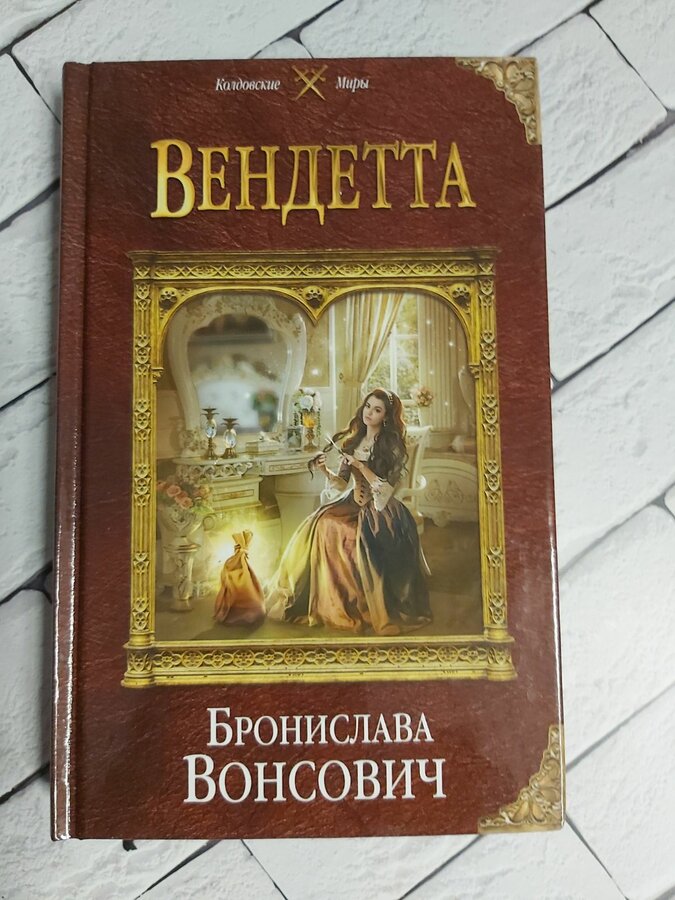 Колдовские Миры
ВЕНДЕТТА
БРОНИСЛАВА
ВОНСОВИЧ